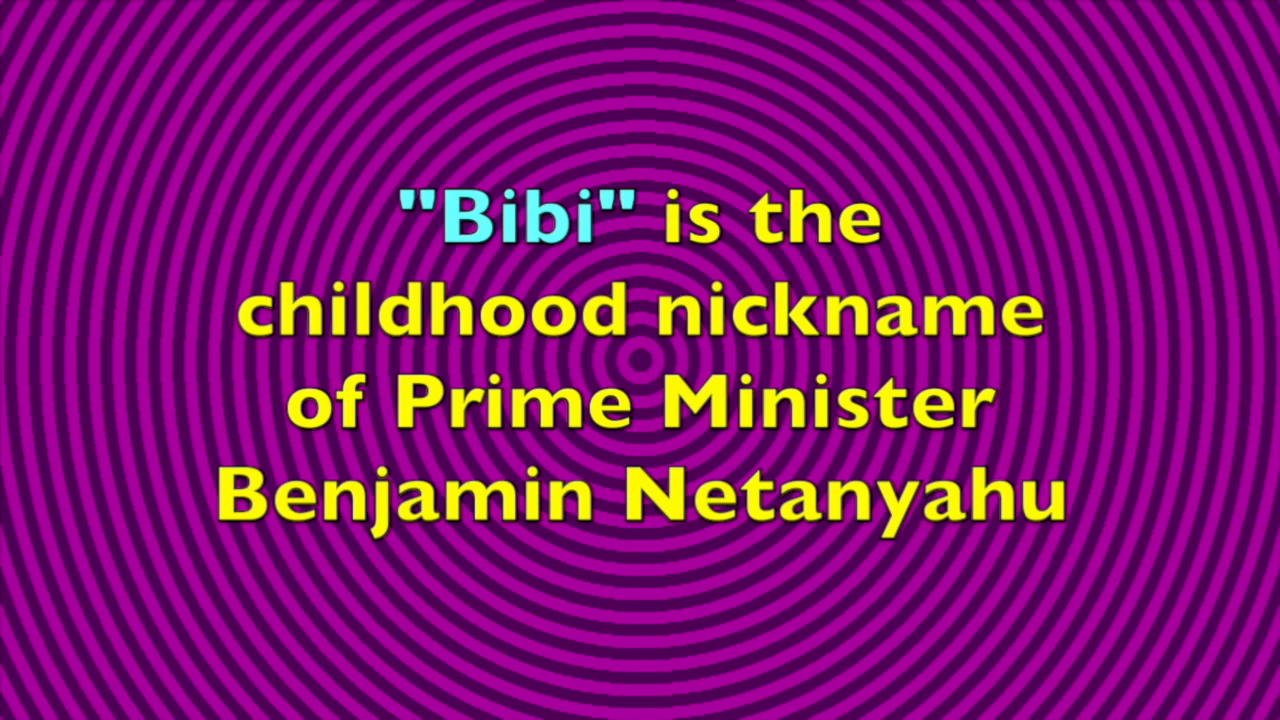 "Bibi" is the
childhood nickname
of Prime Minister
Benjamin Netanyahu